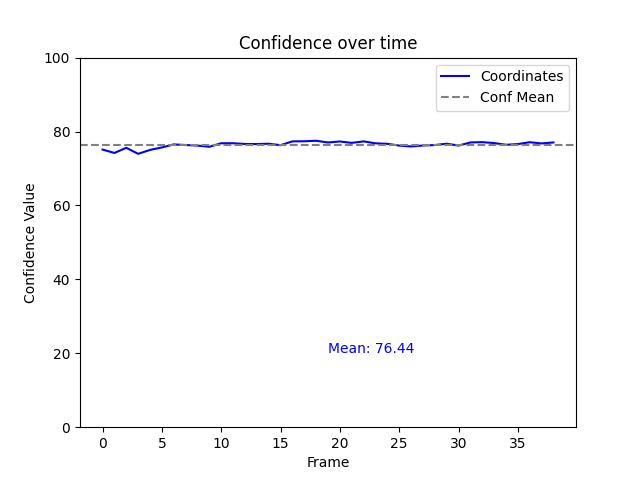 Confidence over time
Coordinates
Conf Mean
Confidence Value
100
80
60
40
20
0
Mean: 76.44
0 5 10 15 20 25 30 35
Frame